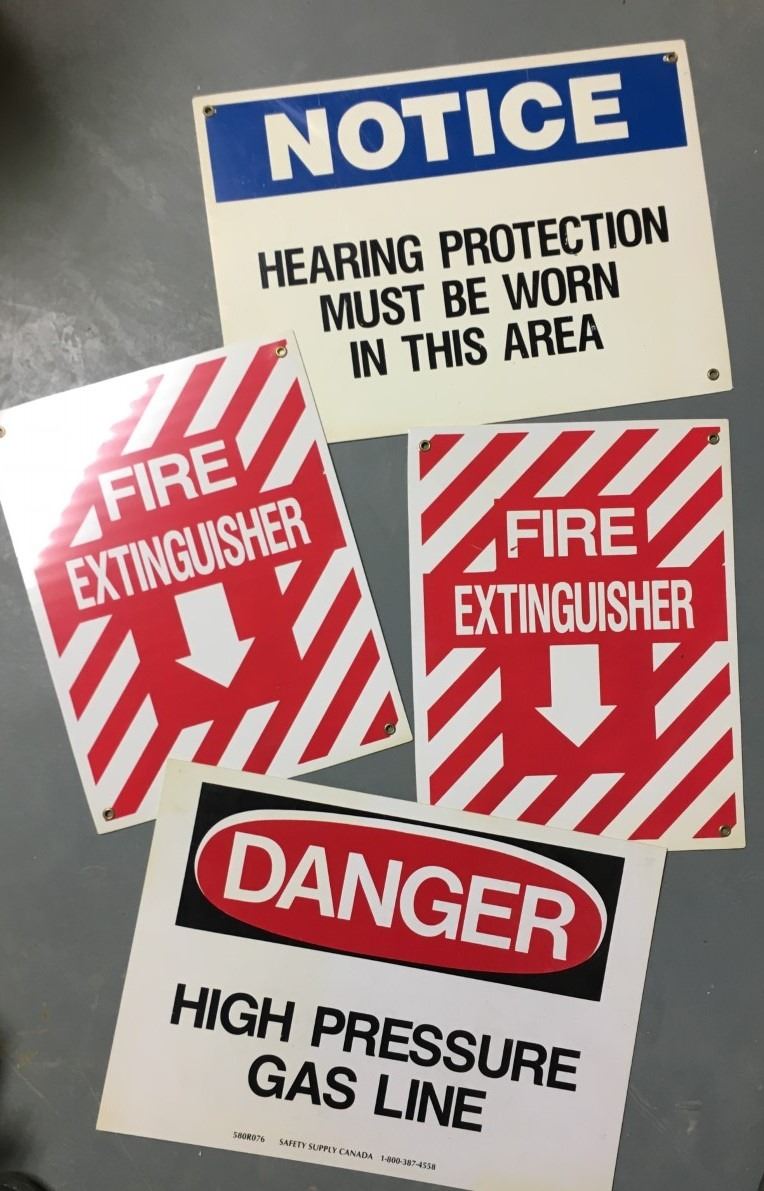 NOTICE
HEARING PROTECTION
MUST BE WORN
IN THIS AREA
FIRE
EXTINGUISHER
FIRE
EXTINGUISHER
DANGER
HIGH PRESSURE
GAS LINE
580R076 SAFETY SUPPLY CANADA 1-800-387-4558